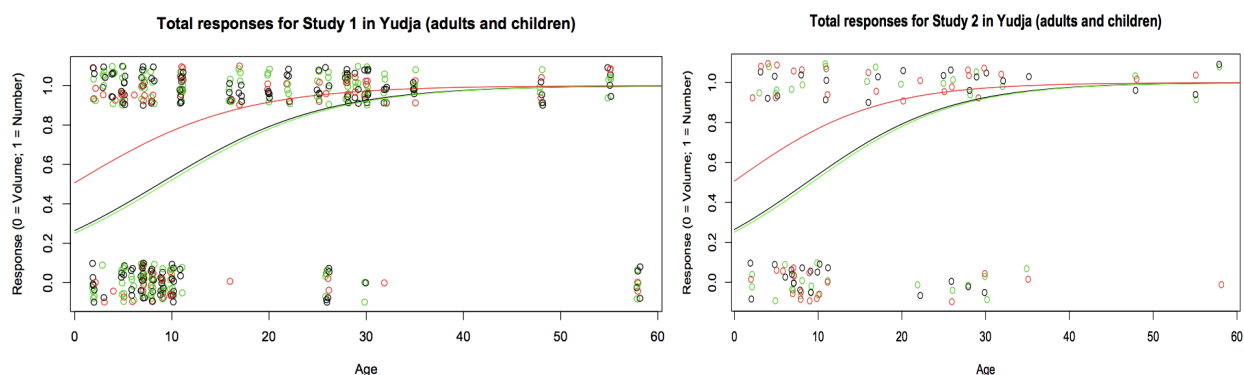 Total responses for Study 1 in Yudja (adults and children)
Response (0 = Volume; 1 = Number)
1.0
0.8
0.6
0.4
0.2
0.0
0 10 20 30 40 50 60
Age
Total responses for Study 2 in Yudja (adults and children)
Response (0 = Volume; 1 = Number)
1.0
0.8
0.6
0.4
0.2
0.0
0 10 20 30 40 50 60
Age